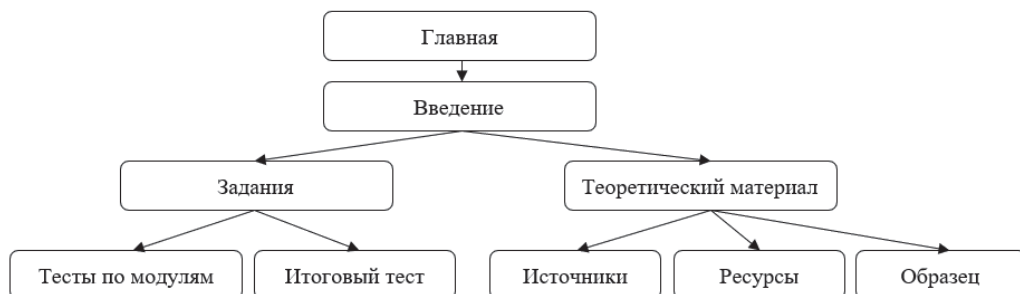 Главная
Введение
Задания
Теоретический материал
Тесты по модулям
Итоговый тест
Источники
Ресурсы
Образец